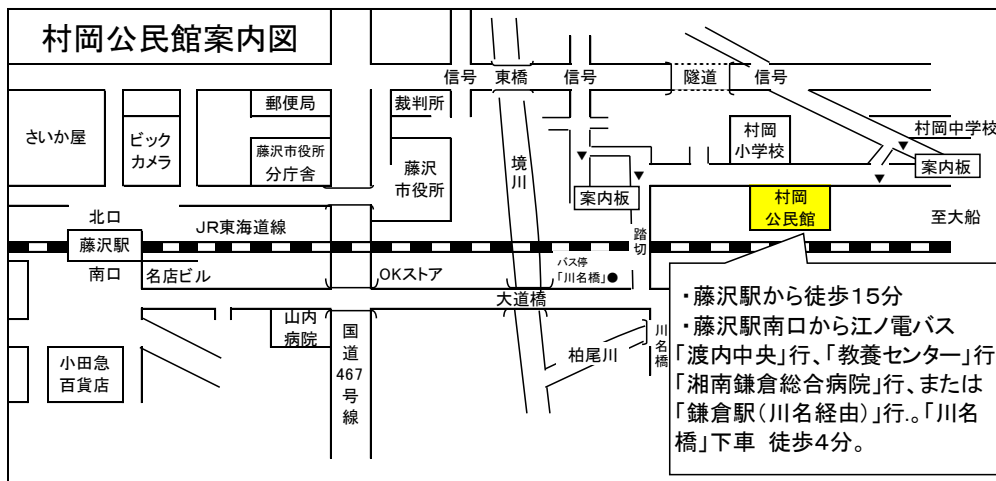 村岡公民館案内図
信号
東橋
信号
隧道
信号
さいか屋
ビック
カメラ
郵便局
裁判所
藤沢市役所
分庁舎
藤沢
市役所
境川
村岡
小学校
村岡中学校
案内板
案内板
村岡
公民館
至大船
北口
JR東海道線
藤沢駅
踏切
南口
名店ビル
OKストア
バス停
「川名橋」●
大道橋
山内
病院
国道467号線
柏尾川
川名橋
小田急
百貨店
・藤沢駅から徒歩15分
・藤沢駅南口から江ノ電バス
「渡内中央」行、「教養センター」行
「湘南鎌倉総合病院」行、または
「鎌倉駅(川名経由)」行.。「川名
橋」下車 徒歩4分。